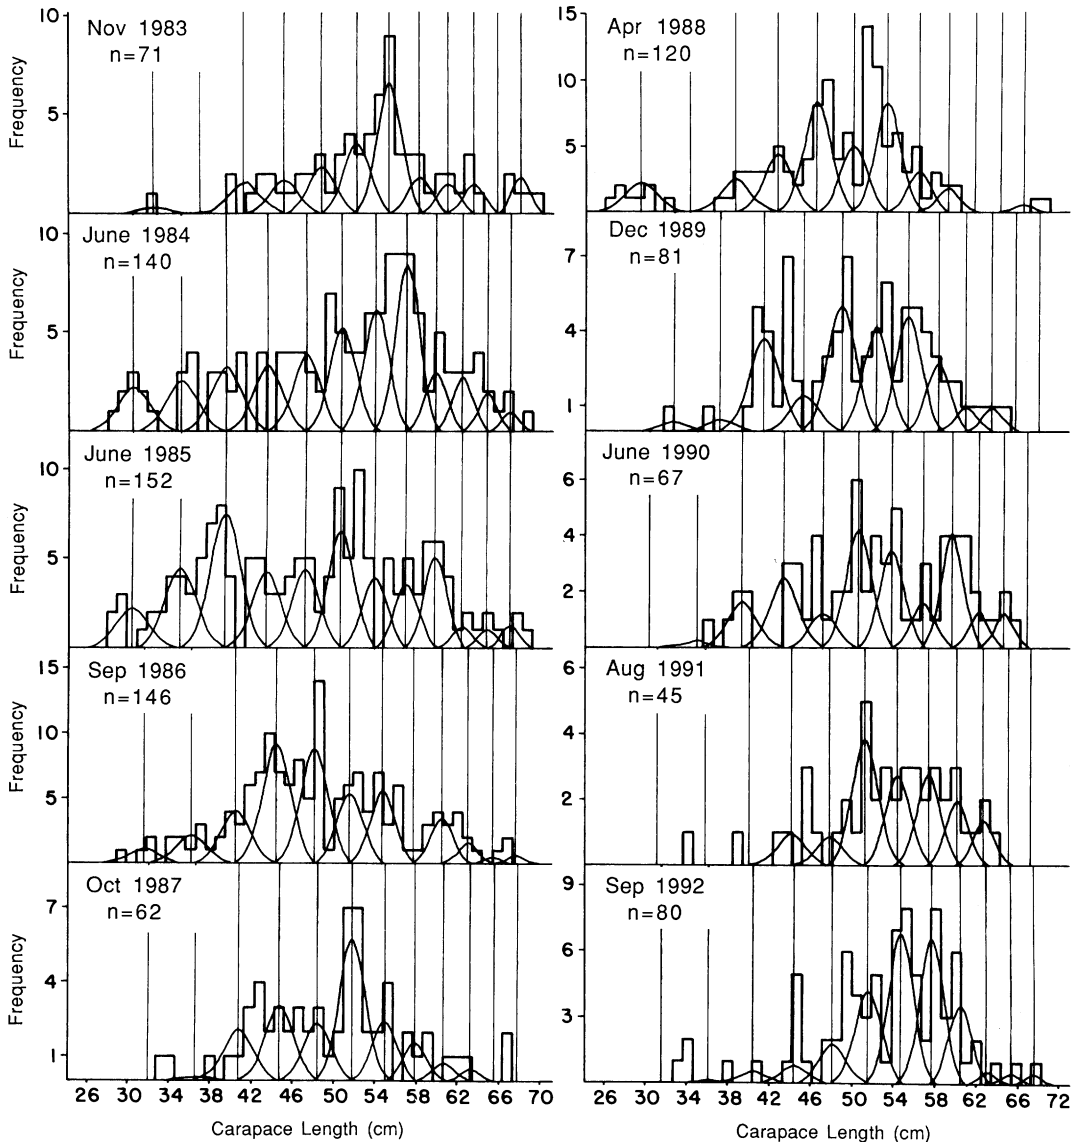 Nov 1983
n=71
10
5
Frequency
June 1984
n=140
10
5
Frequency
June 1985
n=152
10
5
Frequency
Sep 1986
n=146
15
10
5
Frequency
Oct 1987
n=62
7
4
1
Frequency
26 30 34 38 42 46 50 54 58 62 66 70
Carapace Length (cm)
Apr 1988
n=120
15
10
5
Dec 1989
n=81
7
4
1
June 1990
n=67
6
4
2
Aug 1991
n=45
6
4
2
Sep 1992
n=80
9
6
3
26 30 34 38 42 46 50 54 58 62 66 72
Carapace Length (cm)